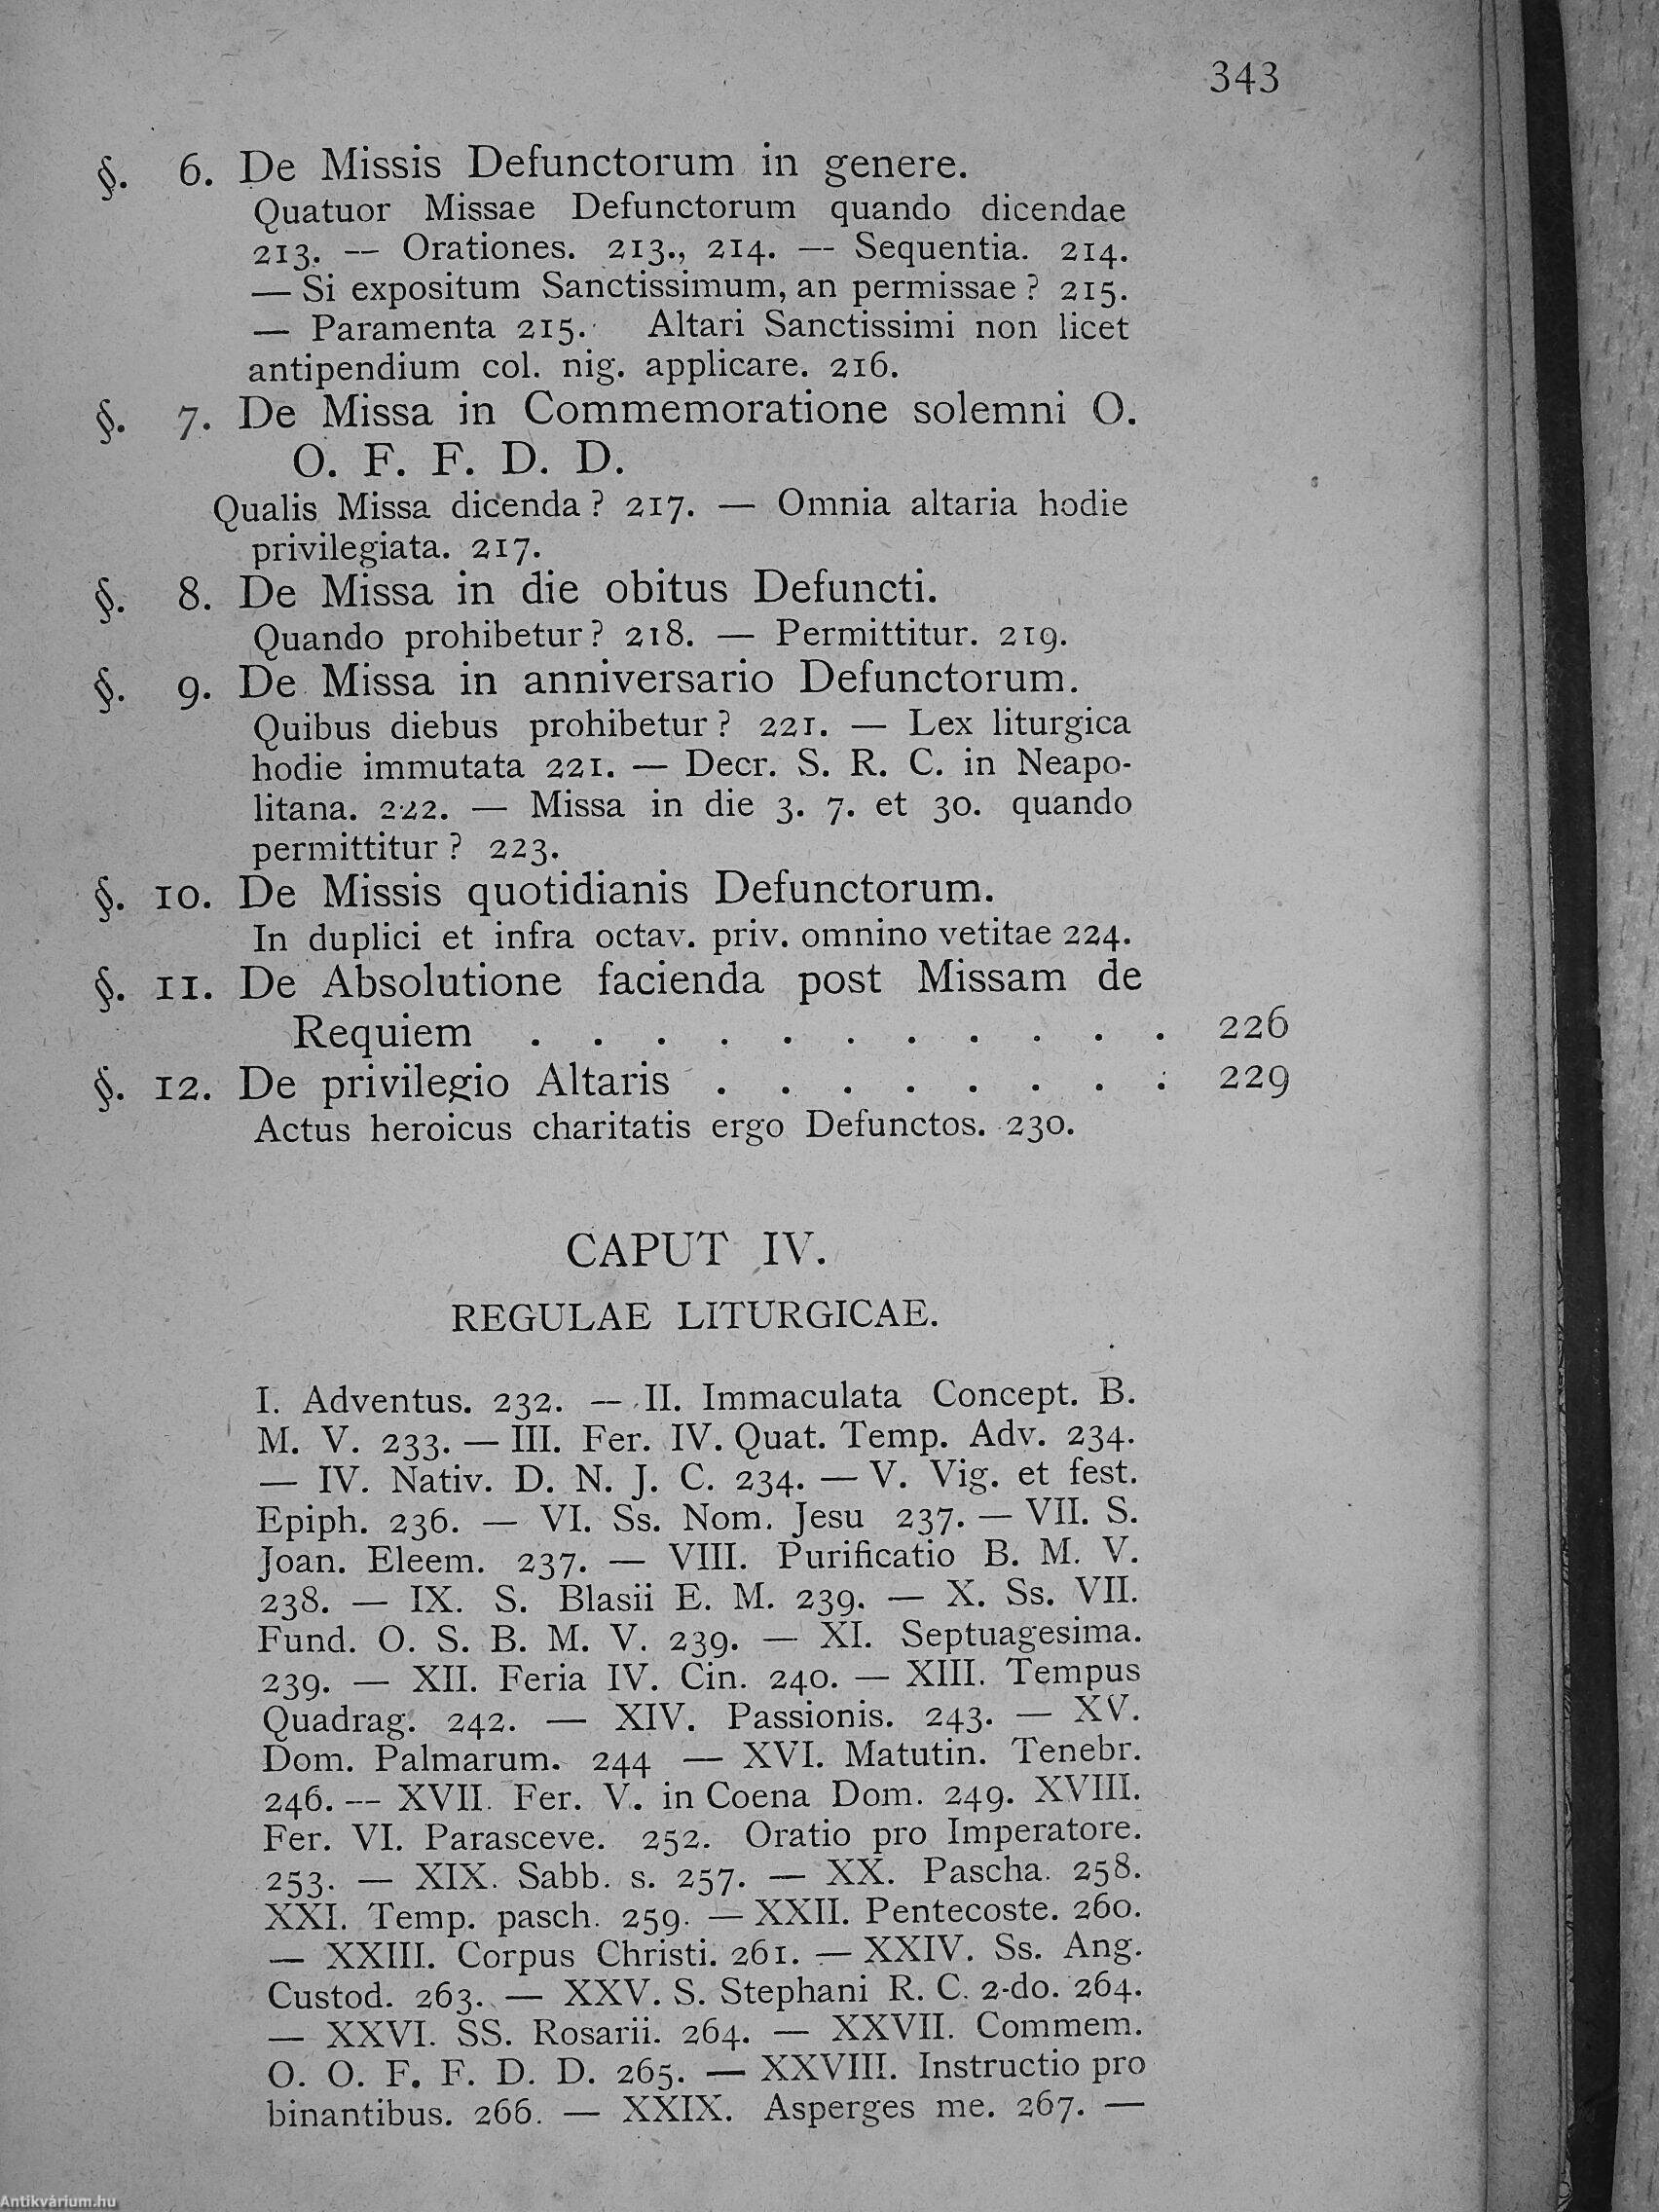 343
§. 6. De Missis Defunctorum in genere.
Quatuor Missae Defunctorum quando dicendae
213. — Orationes. 213., 214. — Sequentia. 214.
— Si expositum Sanctissimum, an permissae? 215.
— Paramenta 215. Altari Sanctissimi non licet
antipendium col. nig. applicare. 216.
§. 7. De Missa in Commemoratione solemni O.
O. F. F. D. D.
Qualis Missa dicenda? 217. — Omnia altaria hodie
privilegiata. 217.
§. 8. De Missa in die obitus Defuncti.
Quando prohibetur? 218. — Permittitur. 219.
§. 9. De Missa in anniversario Defunctorum.
Quibus diebus prohibetur? 221. — Lex liturgica
hodie immutata 221. — Decr. S. R. C. in Neapo-
litana. 222. — Missa in die 3. 7. et 30. quando
permittitur? 223.
§. 10. De Missis quotidianis Defunctorum.
In duplici et infra octav. priv. omnino vetitae 224.
§. 11. De Absolutione facienda post Missam de
Requiem . . . . . . . . . . . 226
§. 12. De privilegio Altaris . . . . . . . . 229
Actus heroicus charitatis ergo Defunctos. 230.
CAPUT IV.
REGULAE LITURGICAE.
I. Adventus. 232. — II. Immaculata Concept. B.
M. V. 233. — III. Fer. IV. Quat. Temp. Adv. 234.
— IV. Nativ. D. N. J. C. 234. — V. Vig. et fest.
Epiph. 236. — VI. Ss. Nom. Jesu 237. — VII. S.
Joan. Eleem. 237. — VIII. Purificatio B. M. V.
238. — IX. S. Blasii E. M. 239. — X. Ss. VII.
Fund. O. S. B. M. V. 239. — XI. Septuagesima.
239. — XII. Feria IV. Cin. 240. — XIII. Tempus
Quadrag. 242. — XIV. Passionis. 243. — XV.
Dom. Palmarum. 244 — XVI. Matutin. Tenebr.
246. — XVII. Fer. V. in Coena Dom. 249. XVIII.
Fer. VI. Parasceve. 252. Oratio pro Imperatore.
253. — XIX. Sabb. s. 257. — XX. Pascha. 258.
XXI. Temp. pasch. 259. — XXII. Pentecoste. 260.
— XXIII. Corpus Christi. 261. — XXIV. Ss. Ang.
Custod. 263. — XXV. S. Stephani R. C. 2-do. 264.
— XXVI. SS. Rosarii. 264. — XXVII. Commem.
O. O. F. F. D. D. 265. — XXVIII. Instructio pro
binantibus. 266. — XXIX. Asperges me. 267. —
Antikvárium.hu